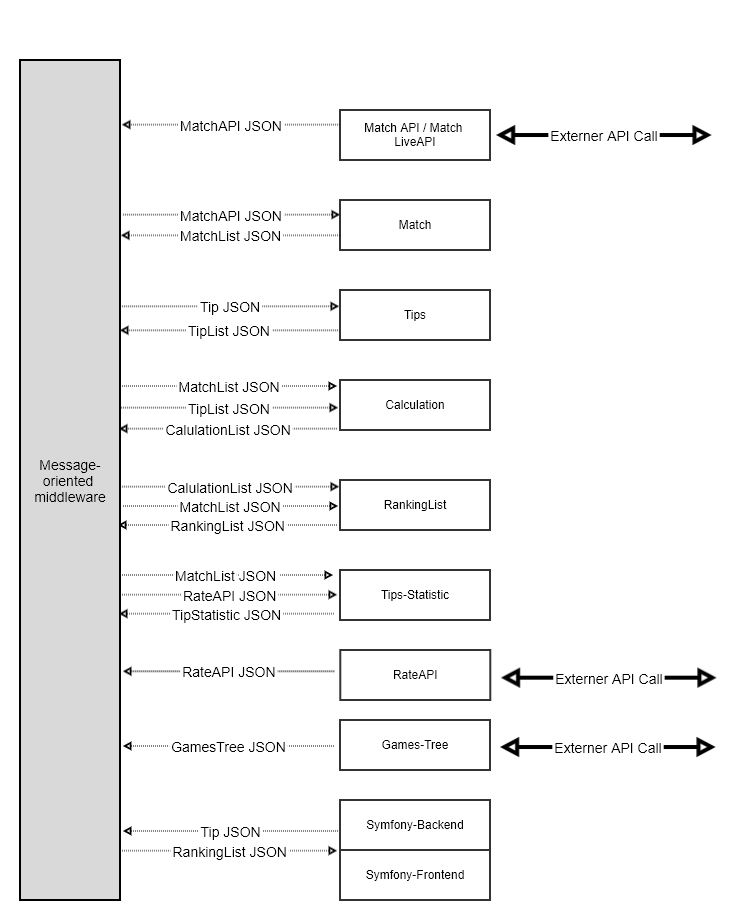 MatchAPI JSON
Match API / Match
LiveAPI
Externer API Call
MatchAPI JSON
MatchList JSON
Match
Tip JSON
TipList JSON
Tips
MatchList JSON
TipList JSON
CalulationList JSON
Calculation
Message-
oriented
middleware
CalulationList JSON
MatchList JSON
RankingList JSON
RankingList
MatchList JSON
RateAPI JSON
TipStatistic JSON
Tips-Statistic
RateAPI JSON
RateAPI
Externer API Call
GamesTree JSON
Games-Tree
Externer API Call
Tip JSON
RankingList JSON
Symfony-Backend
Symfony-Frontend